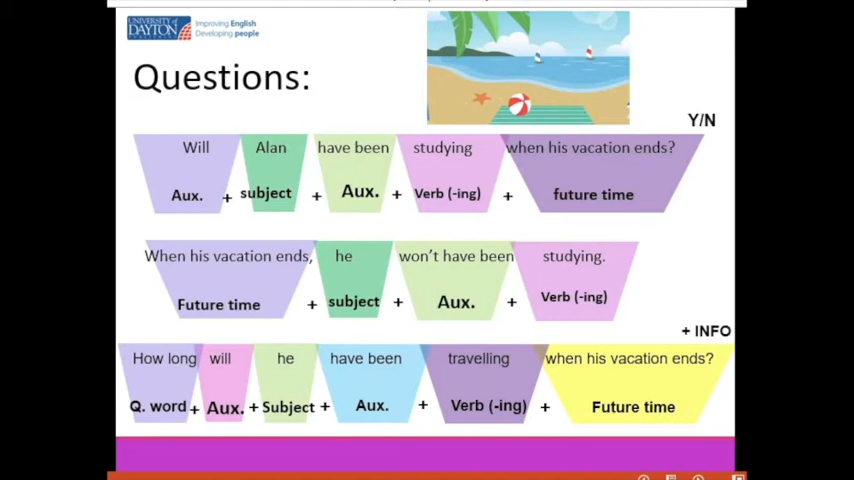 UNIVERSITY of
DAYTON
Improving English
Developing people
Questions:
Y/N
Will Alan have been studying when his vacation ends?
Aux. + subject + Aux. + Verb (-ing) + future time
When his vacation ends, he won't have been studying.
Future time + subject + Aux. + Verb (-ing)
+ INFO
How long will he have been travelling when his vacation ends?
Q. word + Aux. + Subject + Aux. + Verb (-ing) + Future time